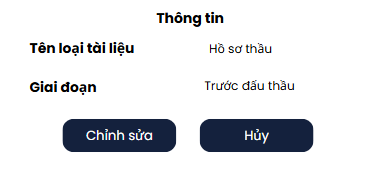 Thông tin
Tên loại tài liệu Hồ sơ thầu
Giai đoạn Trước đấu thầu
Chỉnh sửa Hủy